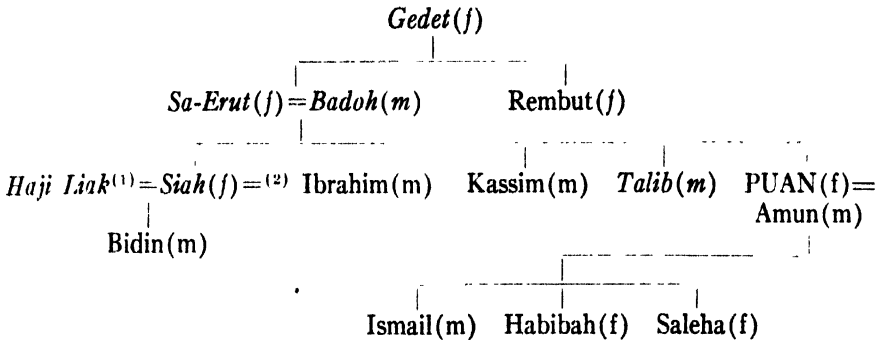 Gedet(f)
Sa-Erut(f)=Badoh(m) Rembut(f)
Haji Liak(1)=Siah(f)=(2) Ibrahim(m) Kassim(m) Talib(m) PUAN(f)=
Amun(m)
Bidin(m)
Ismail(m) Habibah(f) Saleha(f)